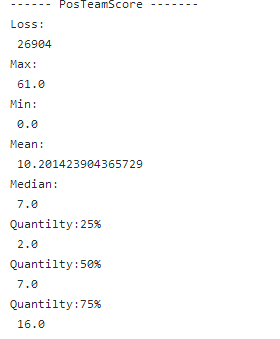 ------ PosTeamScore -------
Loss:
26904
Max:
61.0
Min:
0.0
Mean:
10.201423904365729
Median:
7.0
Quantilty:25%
2.0
Quantilty:50%
7.0
Quantilty:75%
16.0